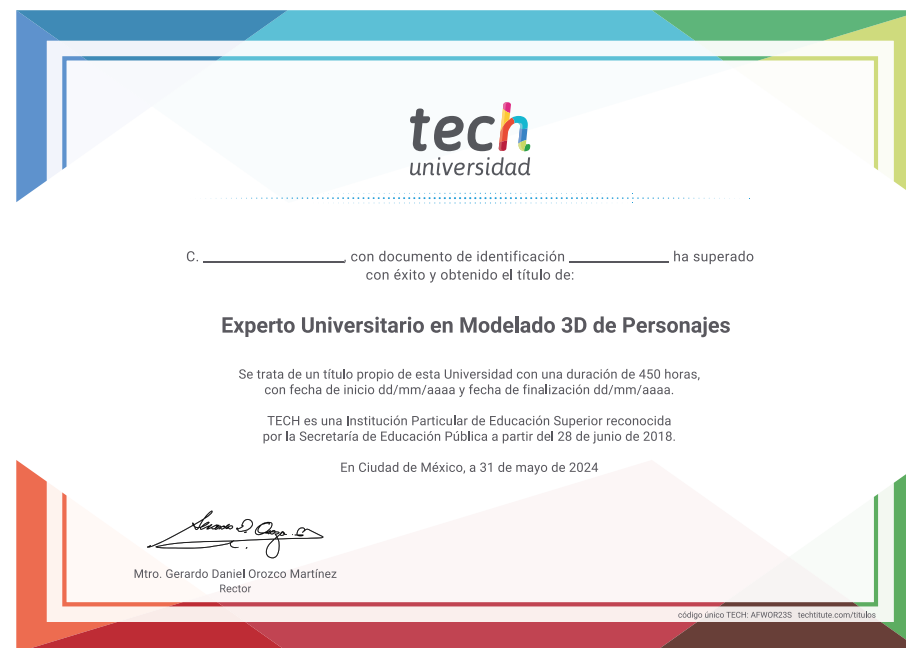 tech
universidad
C. ____________, con documento de identificación ____________ ha superado
con éxito y obtenido el título de:
Experto Universitario en Modelado 3D de Personajes
Se trata de un título propio de esta Universidad con una duración de 450 horas,
con fecha de inicio dd/mm/aaaa y fecha de finalización dd/mm/aaaa.
TECH es una Institución Particular de Educación Superior reconocida
por la Secretaría de Educación Pública a partir del 28 de junio de 2018.
En Ciudad de México, a 31 de mayo de 2024
Mtro. Gerardo Daniel Orozco Martínez
Rector
código único TECH: AFWOR23S techtitute.com/titulos